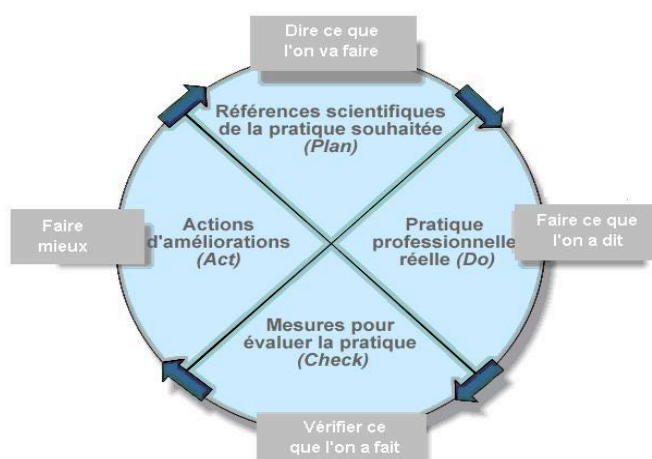 Dire ce que
l'on va faire
Références scientifiques
de la pratique souhaitée
(Plan)
Faire
mieux
Actions
d'améliorations
(Act)
Pratique
professionnelle
réelle (Do)
Faire ce que
l'on a dit
Mesures pour
évaluer la pratique
(Check)
Vérifier ce
que l'on a fait